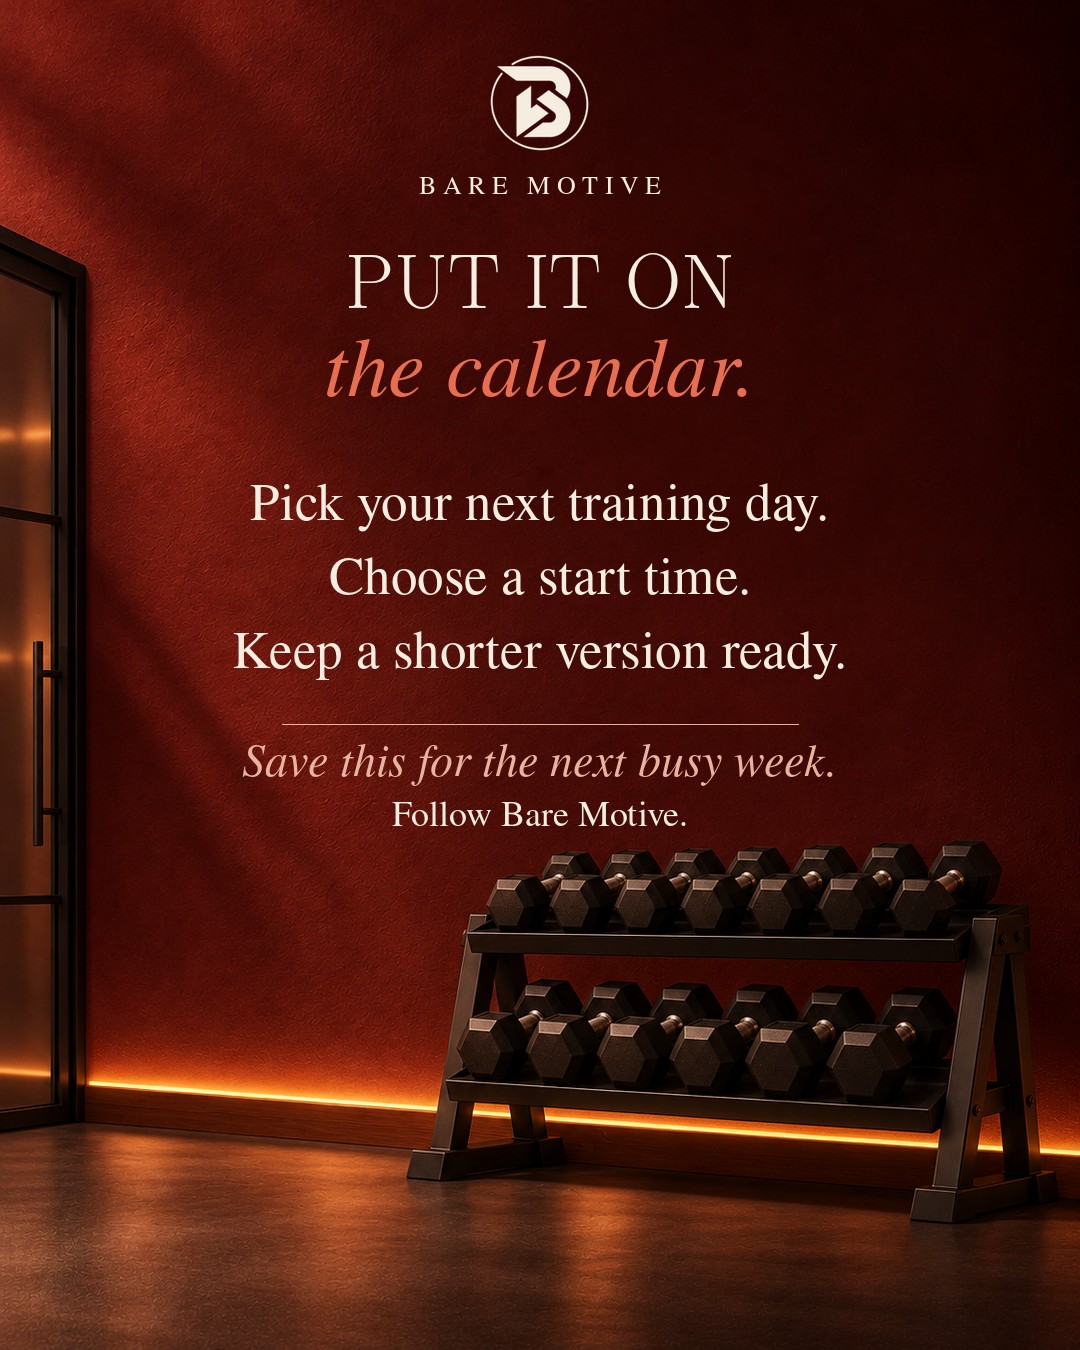 BARE MOTIVE
PUT IT ON
the calendar.
Pick your next training day.
Choose a start time.
Keep a shorter version ready.
Save this for the next busy week.
Follow Bare Motive.